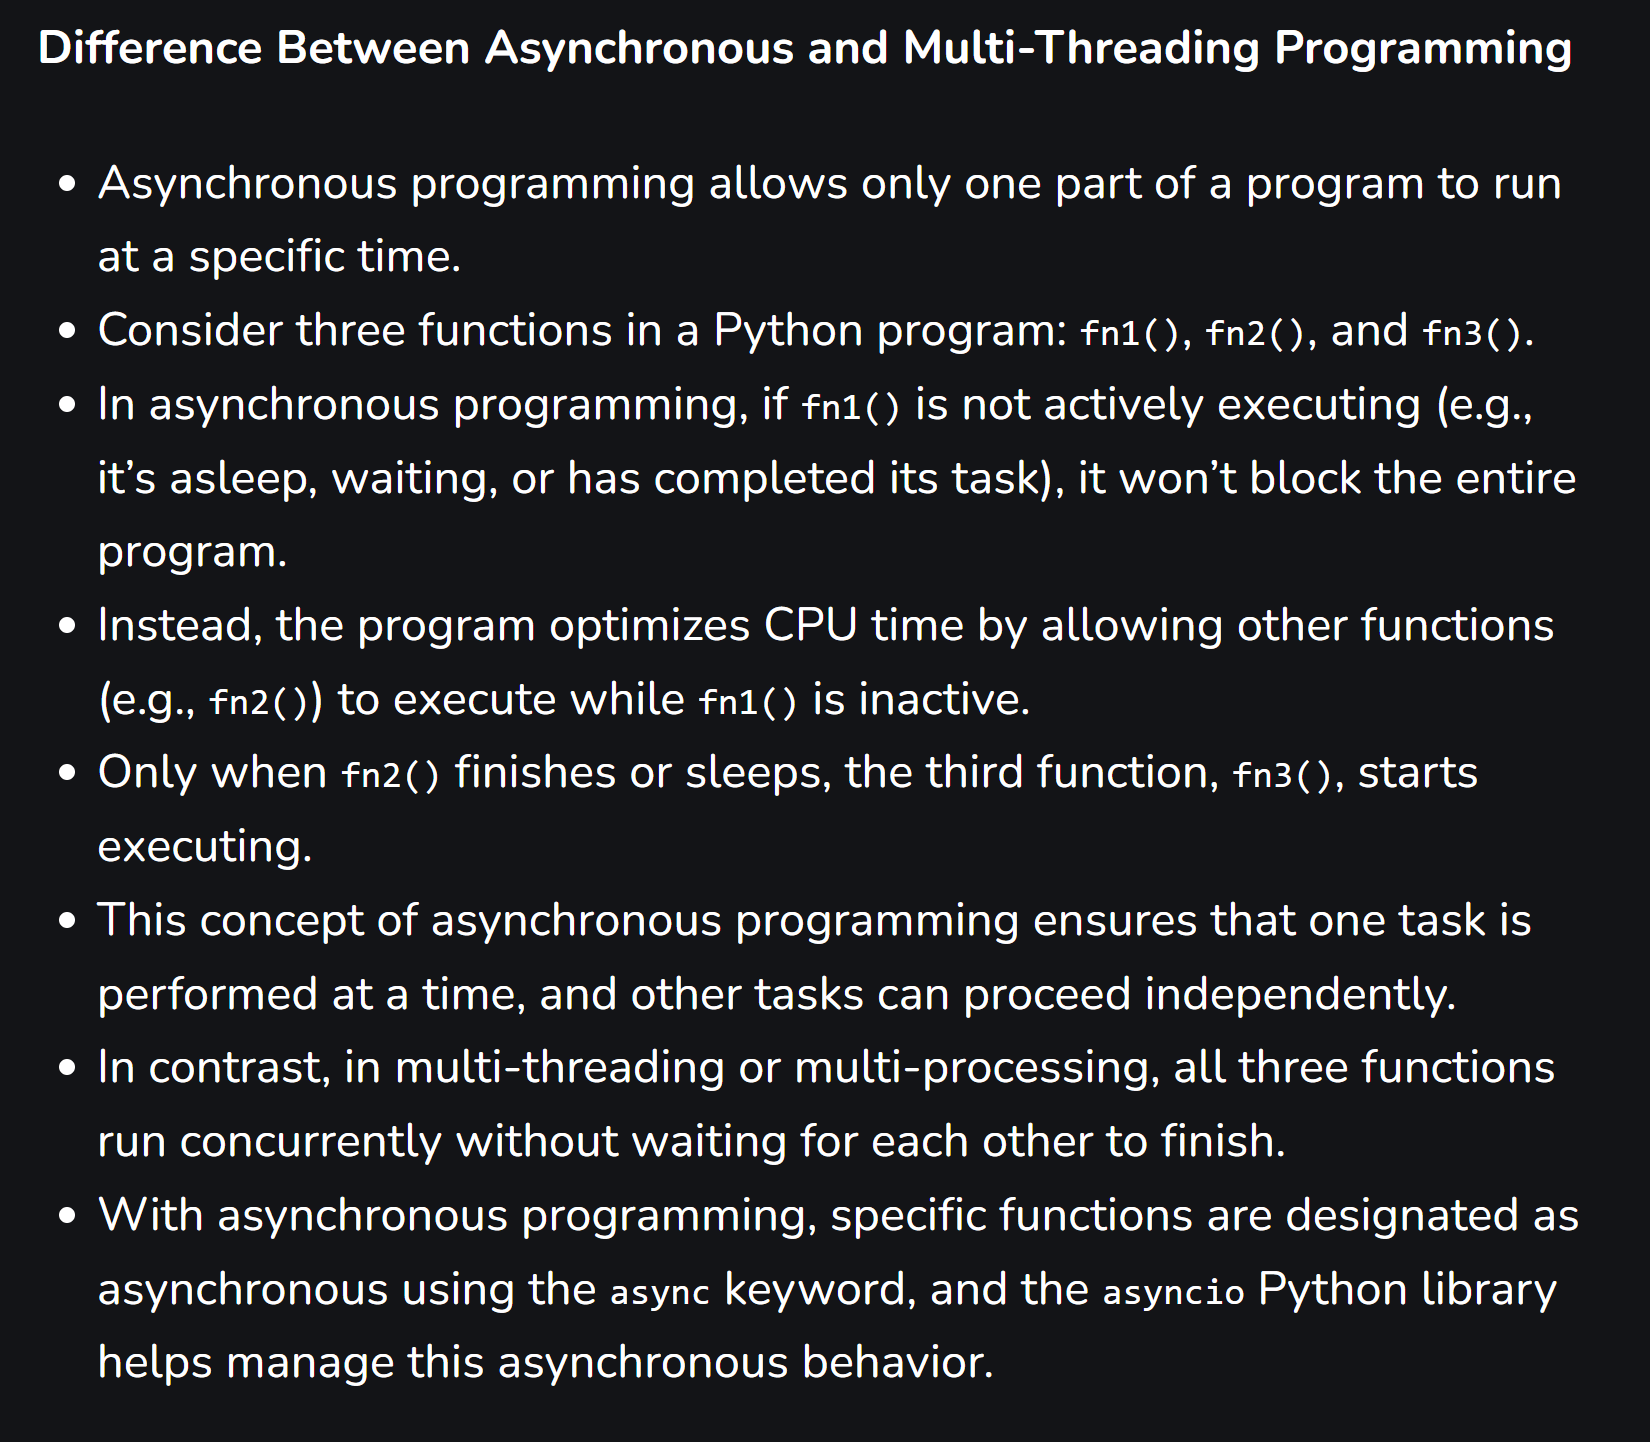 Difference Between Asynchronous and Multi-Threading Programming
• Asynchronous programming allows only one part of a program to run
at a specific time.
• Consider three functions in a Python program: fn1(), fn2(), and fn3().
• In asynchronous programming, if fn1() is not actively executing (e.g.,
it’s asleep, waiting, or has completed its task), it won’t block the entire
program.
• Instead, the program optimizes CPU time by allowing other functions
(e.g., fn2()) to execute while fn1() is inactive.
• Only when fn2() finishes or sleeps, the third function, fn3(), starts
executing.
• This concept of asynchronous programming ensures that one task is
performed at a time, and other tasks can proceed independently.
• In contrast, in multi-threading or multi-processing, all three functions
run concurrently without waiting for each other to finish.
• With asynchronous programming, specific functions are designated as
asynchronous using the async keyword, and the asyncio Python library
helps manage this asynchronous behavior.